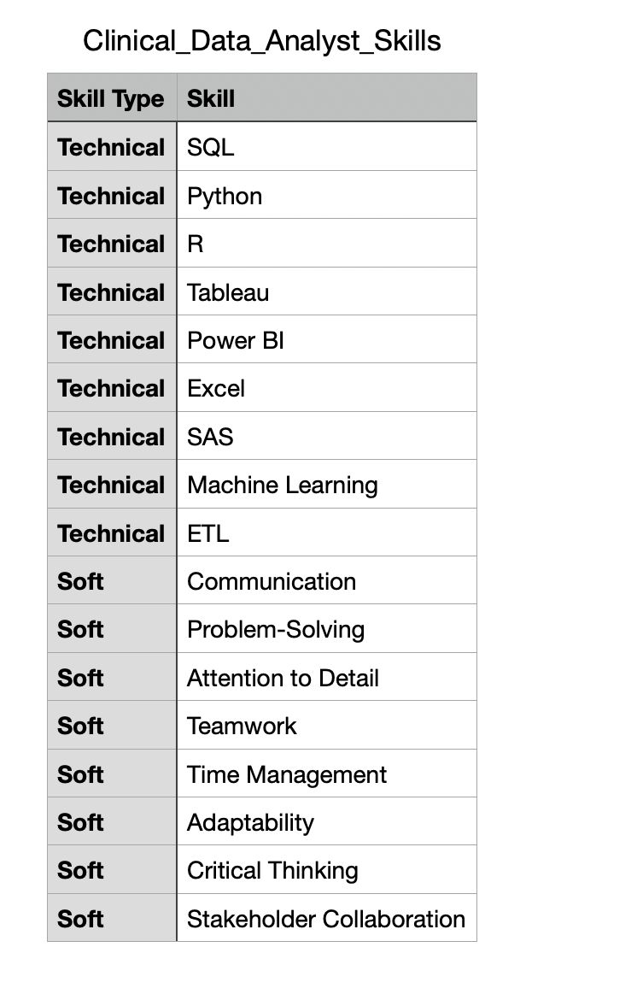 Clinical_Data_Analyst_Skills
Skill Type Skill
Technical SQL
Technical Python
Technical R
Technical Tableau
Technical Power BI
Technical Excel
Technical SAS
Technical Machine Learning
Technical ETL
Soft Communication
Soft Problem-Solving
Soft Attention to Detail
Soft Teamwork
Soft Time Management
Soft Adaptability
Soft Critical Thinking
Soft Stakeholder Collaboration